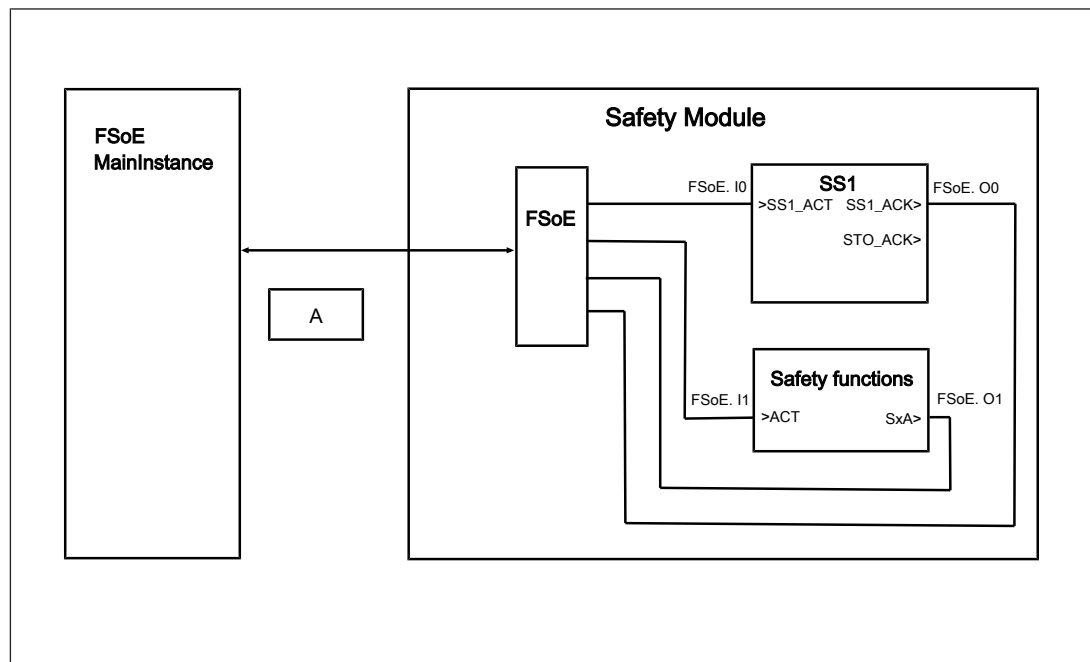 Safety Module
FSoE
MainInstance
FSoE
FSoE. I0
SS1
FSoE. O0
>SS1_ACT SS1_ACK>
STO_ACK>
A
Safety functions
FSoE. I1
FSoE. O1
>ACT SxA>